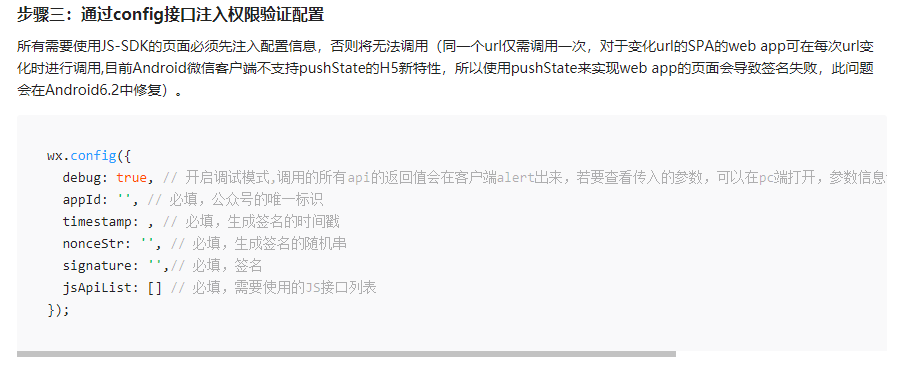 步骤三：通过config接口注入权限验证配置
所有需要使用JS-SDK的页面必须先注入配置信息，否则将无法调用（同一个url仅需调用一次，对于变化url的SPA的web app可在每次url变
化时进行调用,目前Android微信客户端不支持pushState的H5新特性，所以使用pushState来实现web app的页面会导致签名失败，此问题
会在Android6.2中修复）。
wx.config({
debug: true, // 开启调试模式,调用的所有api的返回值会在客户端alert出来，若要查看传入的参数，可以在pc端打开，参数信息
appId: '', // 必填，公众号的唯一标识
timestamp: , // 必填，生成签名的时间戳
nonceStr: '', // 必填，生成签名的随机串
signature: '',// 必填，签名
jsApiList: [] // 必填，需要使用的JS接口列表
});